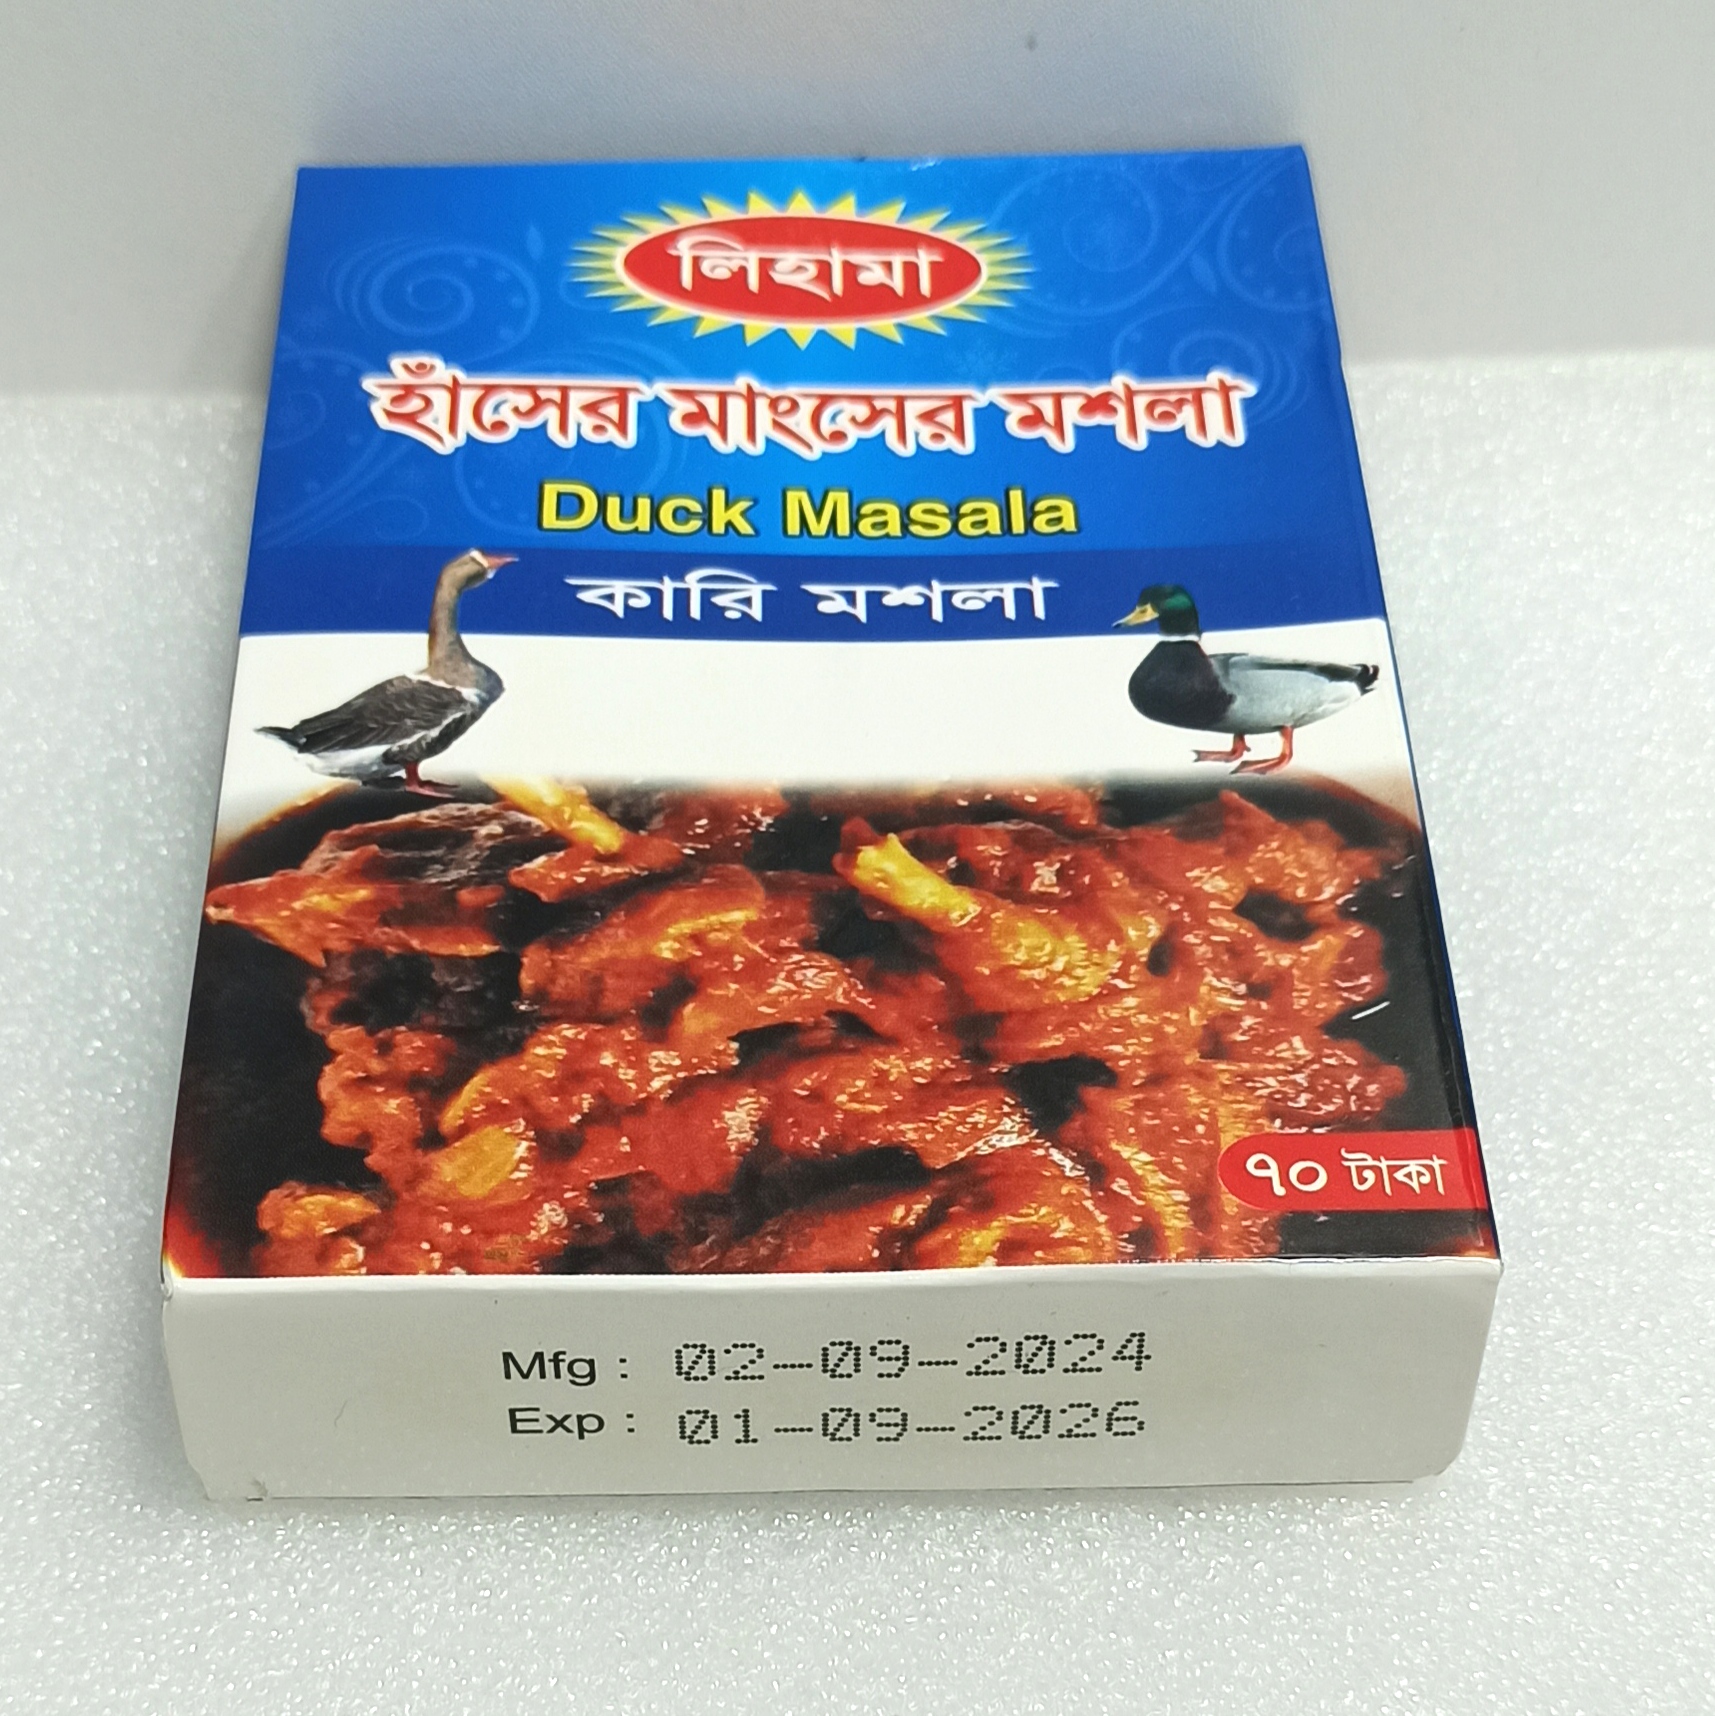 লিহামা
হাঁসের মাংসের মশলা
Duck Masala
কারি মশলা
৭০ টাকা
Mfg : 02-09-2024
Exp : 01-09-2026